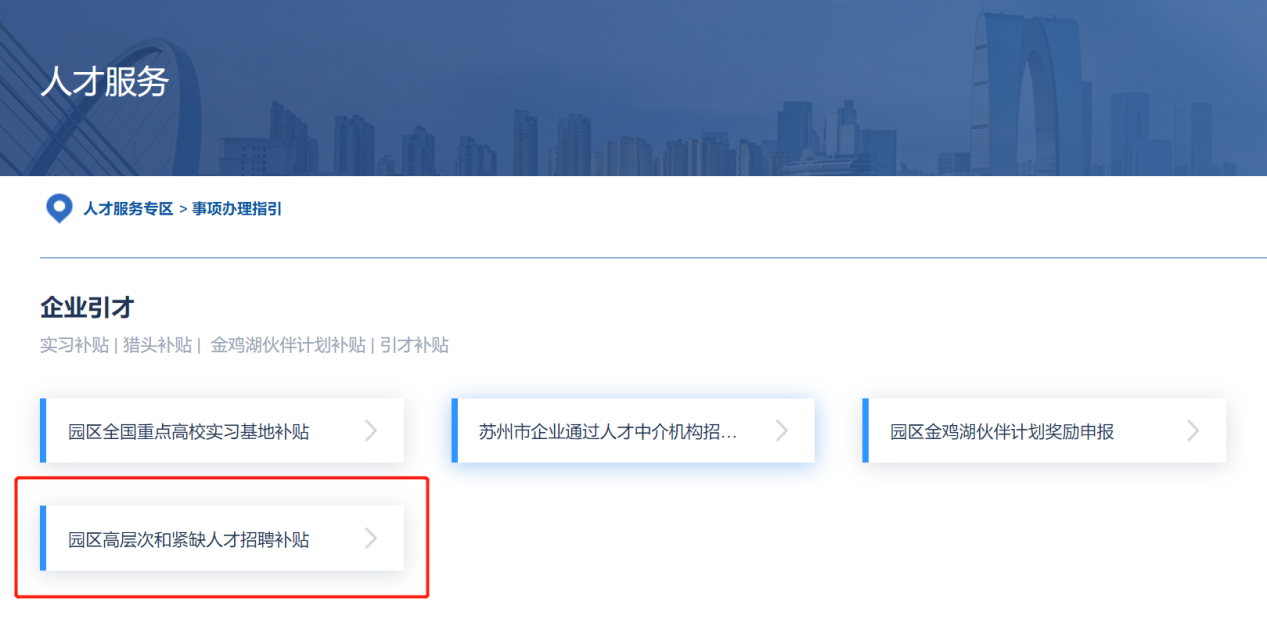 人才服务
人才服务专区 > 事项办理指引
企业引才
实习补贴 | 猎头补贴 | 金鸡湖伙伴计划补贴 | 引才补贴
园区全国重点高校实习基地补贴
苏州市企业通过人才中介机构招...
园区金鸡湖伙伴计划奖励申报
园区高层次和紧缺人才招聘补贴